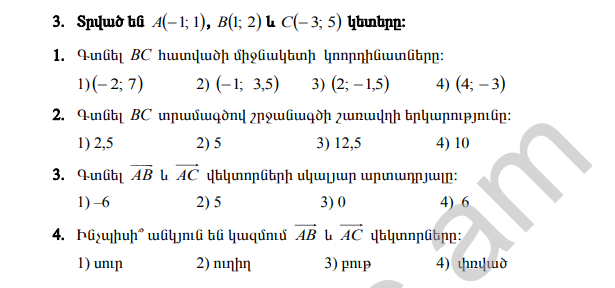 3. Տրված են A(−1; 1), B(1; 2) և C(−3; 5) կետերը:
1. Գտնել BC հատվածի միջնակետի կոորդինատները:
1) (−2; 7) 2) (−1; 3,5) 3) (2; −1,5) 4) (4; −3)
2. Գտնել BC տրամագծով շրջանագծի շառավղի երկարությունը:
1) 2,5 2) 5 3) 12,5 4) 10
3. Գտնել AB և AC վեկտորների սկալյար արտադրյալը:
1) –6 2) 5 3) 0 4) 6
4. Ինչպիսի՞ անկյուն են կազմում AB և AC վեկտորները:
1) սուր 2) ուղիղ 3) բութ 4) փռված
am